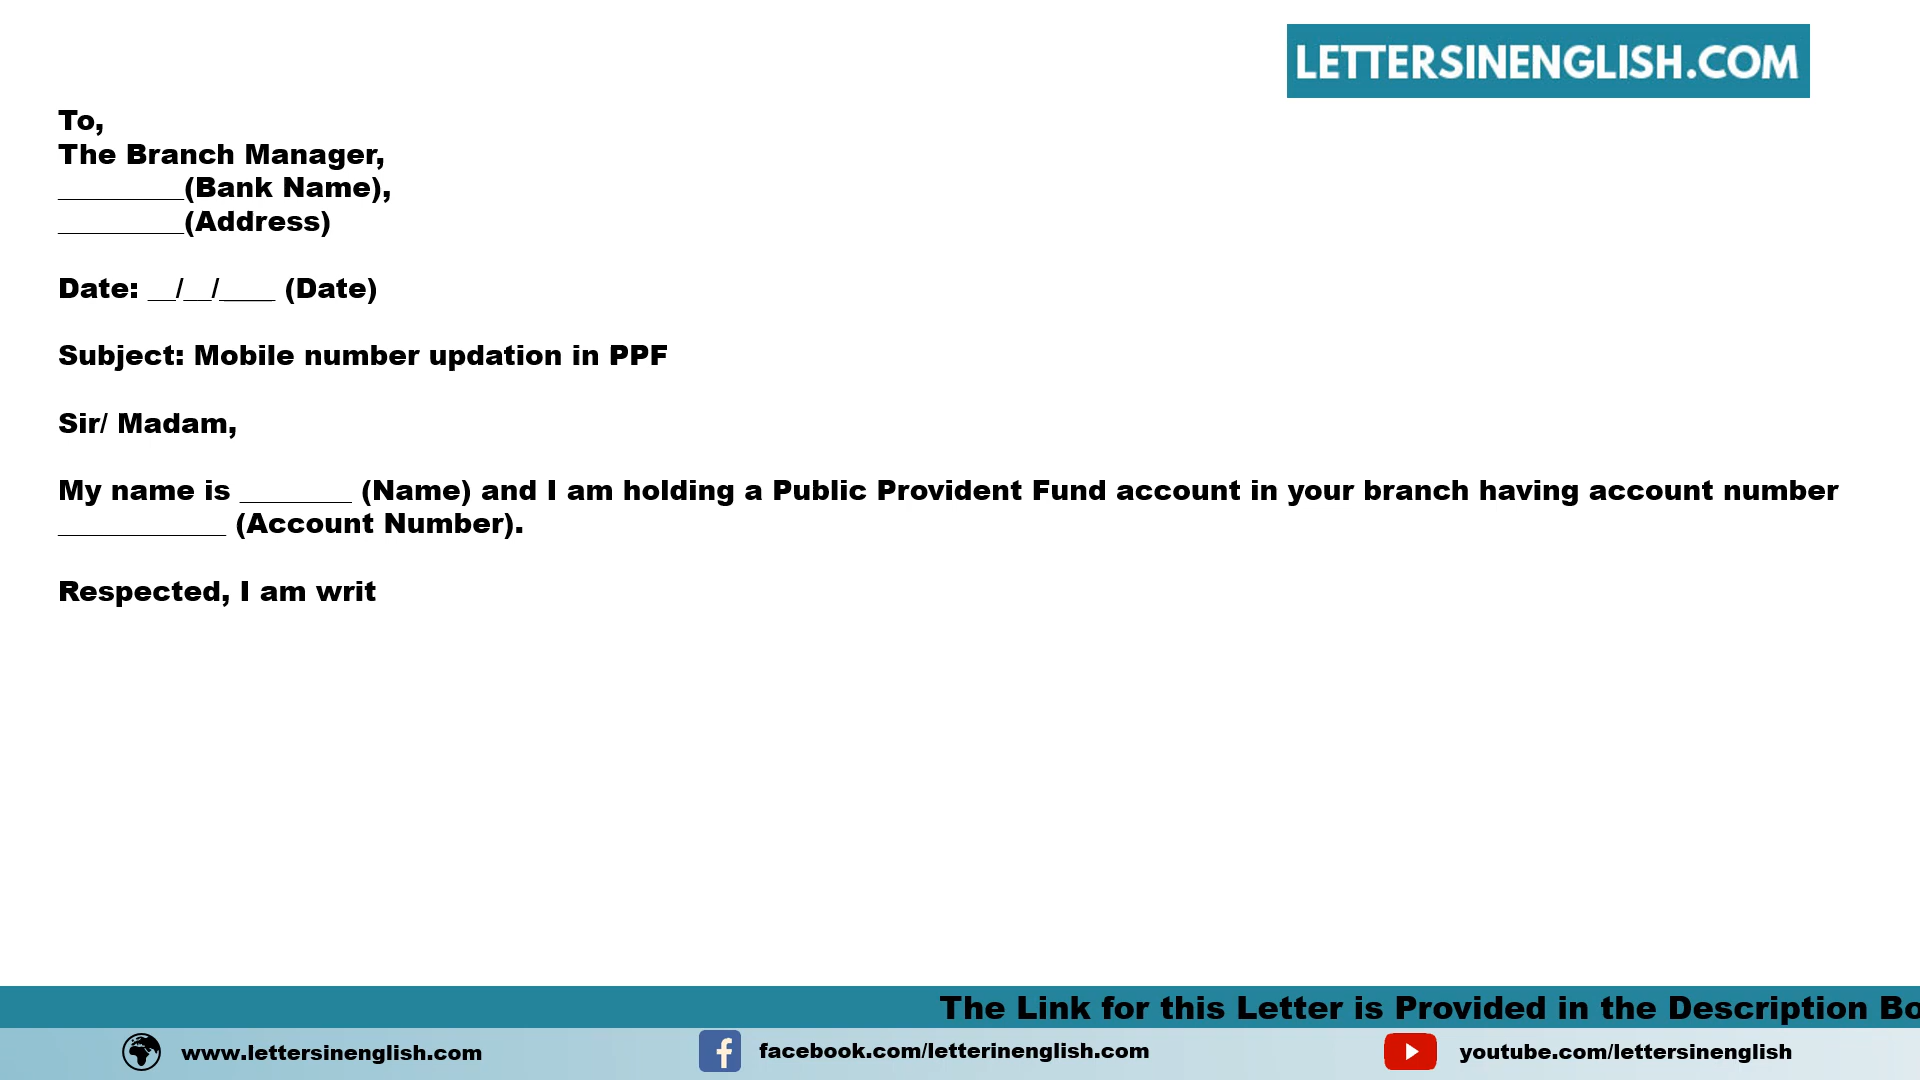 LETTERSINENGLISH.COM
To,
The Branch Manager,
_________(Bank Name),
_________(Address)
Date: __/__/____ (Date)
Subject: Mobile number updation in PPF
Sir/ Madam,
My name is ________ (Name) and I am holding a Public Provident Fund account in your branch having account number
____________ (Account Number).
Respected, I am writ
The Link for this Letter is Provided in the Description Bo
www.lettersinenglish.com
facebook.com/letterinenglish.com
youtube.com/lettersinenglish